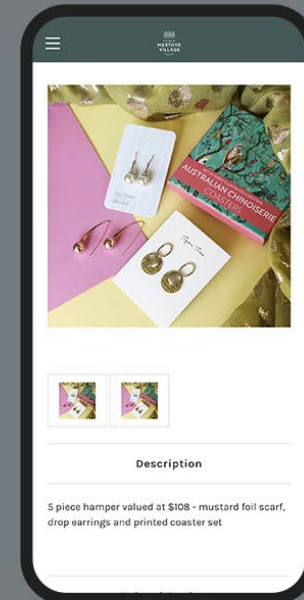 MERTHYR
VILLAGE
AUSTRALIAN CHINOISERIE
COASTERS
Description
5 piece hamper valued at $108 - mustard foil scarf,
drop earrings and printed coaster set